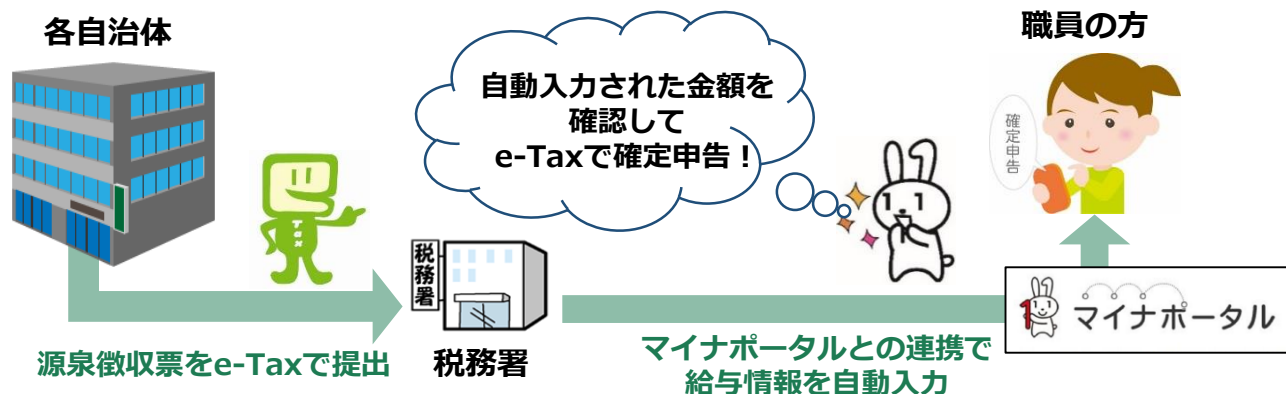 各自治体
職員の方
自動入力された金額を
確認して
e-Taxで確定申告！
確定申告
Tax
税務署
1 1
マイナポータル
源泉徴収票をe-Taxで提出
税務署
マイナポータルとの連携で
給与情報を自動入力